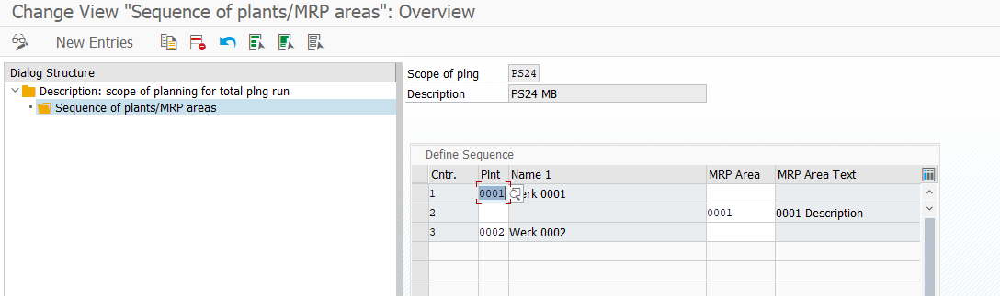 Change View "Sequence of plants/MRP areas": Overview
New Entries
Dialog Structure
Description: scope of planning for total plng run
Sequence of plants/MRP areas
Scope of plng PS24
Description PS24 MB
Define Sequence
Cntr. Plnt Name 1 MRP Area MRP Area Text
1 0001 erk 0001
2 0001 0001 Description
3 0002 Werk 0002